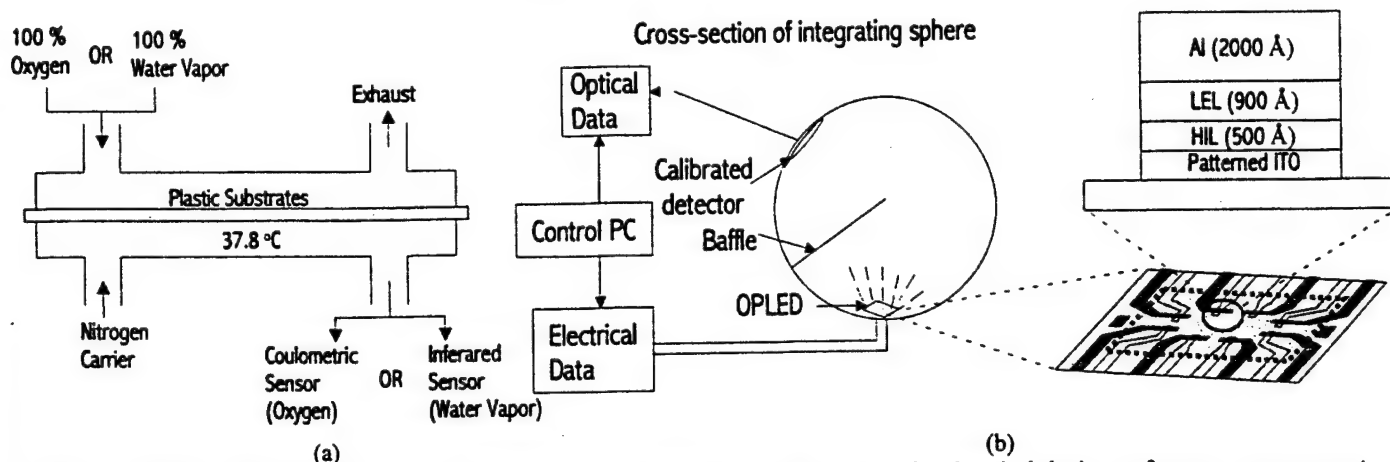 100 %
Oxygen
OR
100 %
Water Vapor
Exhaust
Plastic Substrates
37.8 °C
Nitrogen
Carrier
Coulometric
Sensor
(Oxygen)
OR
Inferared
Sensor
(Water Vapor)
(a)
Cross-section of integrating sphere
Optical
Data
Calibrated
detector
Control PC
Baffle
OPLED
Electrical
Data
Al (2000 Å)
LEL (900 Å)
HIL (500 Å)
Patterned ITO
(b)